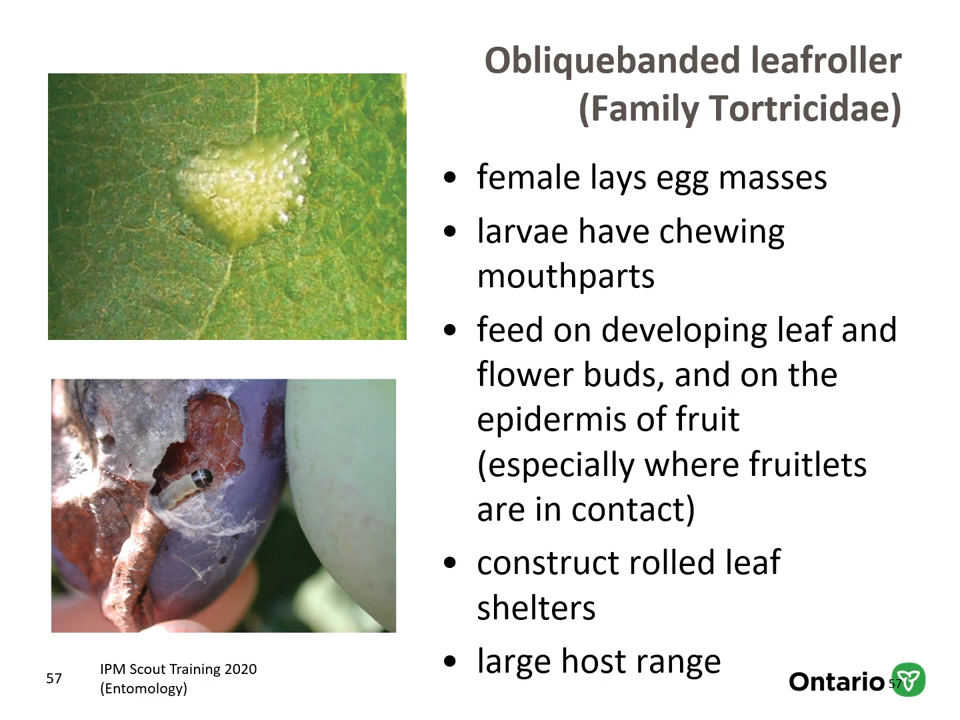 Obliquebanded leafroller
(Family Tortricidae)
• female lays egg masses
• larvae have chewing
mouthparts
• feed on developing leaf and
flower buds, and on the
epidermis of fruit
(especially where fruitlets
are in contact)
• construct rolled leaf
shelters
• large host range
57
IPM Scout Training 2020
(Entomology)
Ontario
57